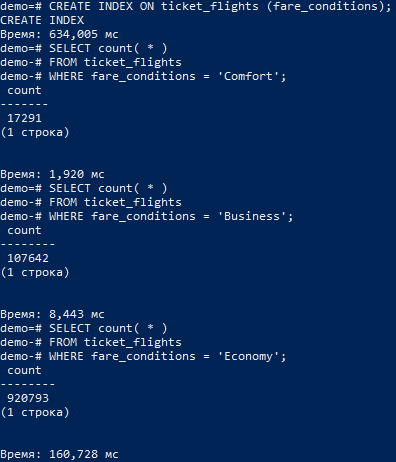 demo=# CREATE INDEX ON ticket_flights (fare_conditions);
CREATE INDEX
Время: 634,005 мс
demo=# SELECT count( * )
demo-# FROM ticket_flights
demo-# WHERE fare_conditions = 'Comfort';
 count
-------
 17291
(1 строка)


Время: 1,920 мс
demo=# SELECT count( * )
demo-# FROM ticket_flights
demo-# WHERE fare_conditions = 'Business';
 count
--------
 107642
(1 строка)


Время: 8,443 мс
demo=# SELECT count( * )
demo-# FROM ticket_flights
demo-# WHERE fare_conditions = 'Economy';
 count
--------
 920793
(1 строка)


Время: 160,728 мс